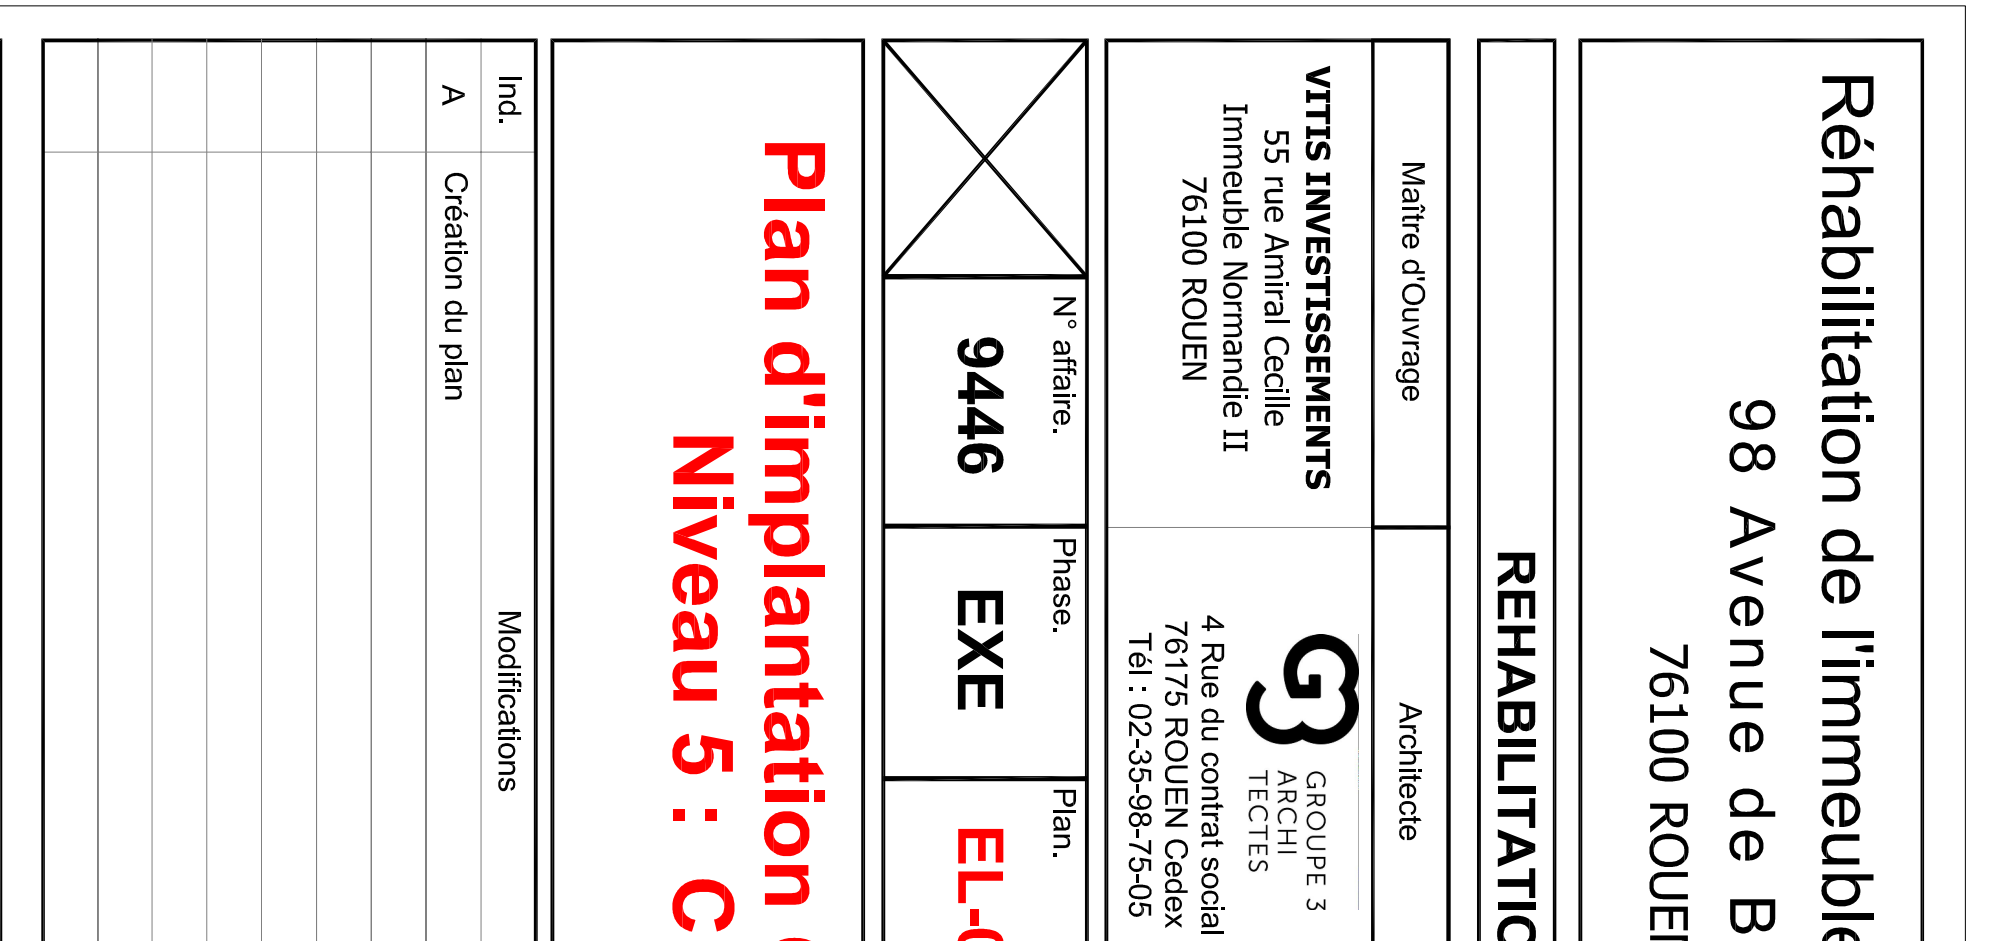 Réhabilitation de l'immeuble
98 Avenue de B
76100 ROUEN
REHABILITATIO
Maître d'Ouvrage
Architecte
VITIS INVESTISSEMENTS
55 rue Amiral Cecille
Immeuble Normandie II
76100 ROUEN
GROUPE 3
ARCHI
TECTES
4 Rue du contrat social
76175 ROUEN Cedex
Tél : 02-35-98-75-05
N° affaire.
9446
Phase.
EXE
Plan.
EL-
Plan d'implantation
Niveau 5 : C
Ind.
Modifications
A
Création du plan